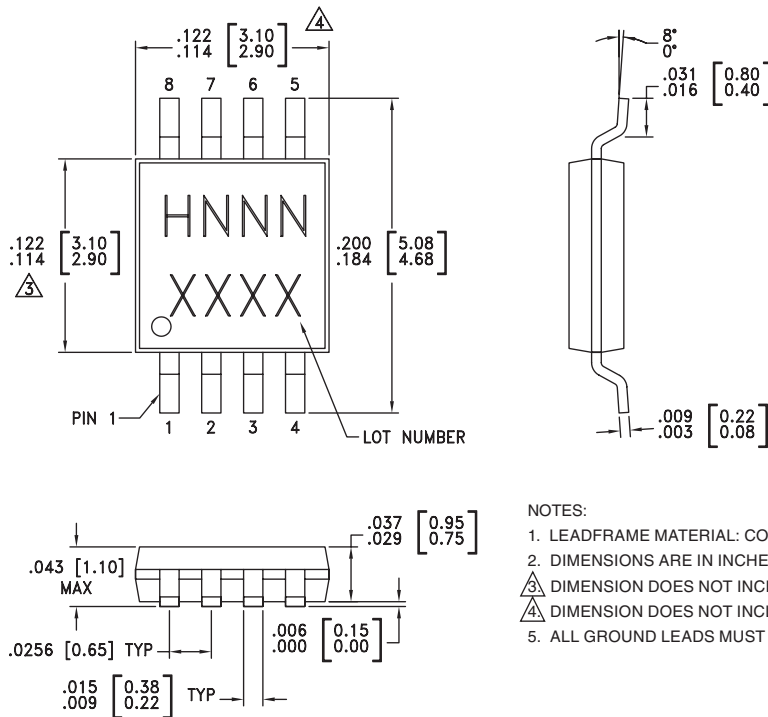 .122 [3.10]
.114 [2.90]
4
8 7 6 5
HNNN
XXXX
.122 [3.10]
.114 [2.90]
3
.200 [5.08]
.184 [4.68]
PIN 1
1 2 3 4
LOT NUMBER
8°
0°
.031 [0.80]
.016 [0.40]
.009 [0.22]
.003 [0.08]
.037 [0.95]
.029 [0.75]
.043 [1.10]
MAX
.0256 [0.65] TYP
.006 [0.15]
.000 [0.00]
.015 [0.38]
.009 [0.22]
TYP
NOTES:
1. LEADFRAME MATERIAL: CO
2. DIMENSIONS ARE IN INCHE
3. DIMENSION DOES NOT INC
4. DIMENSION DOES NOT INC
5. ALL GROUND LEADS MUST